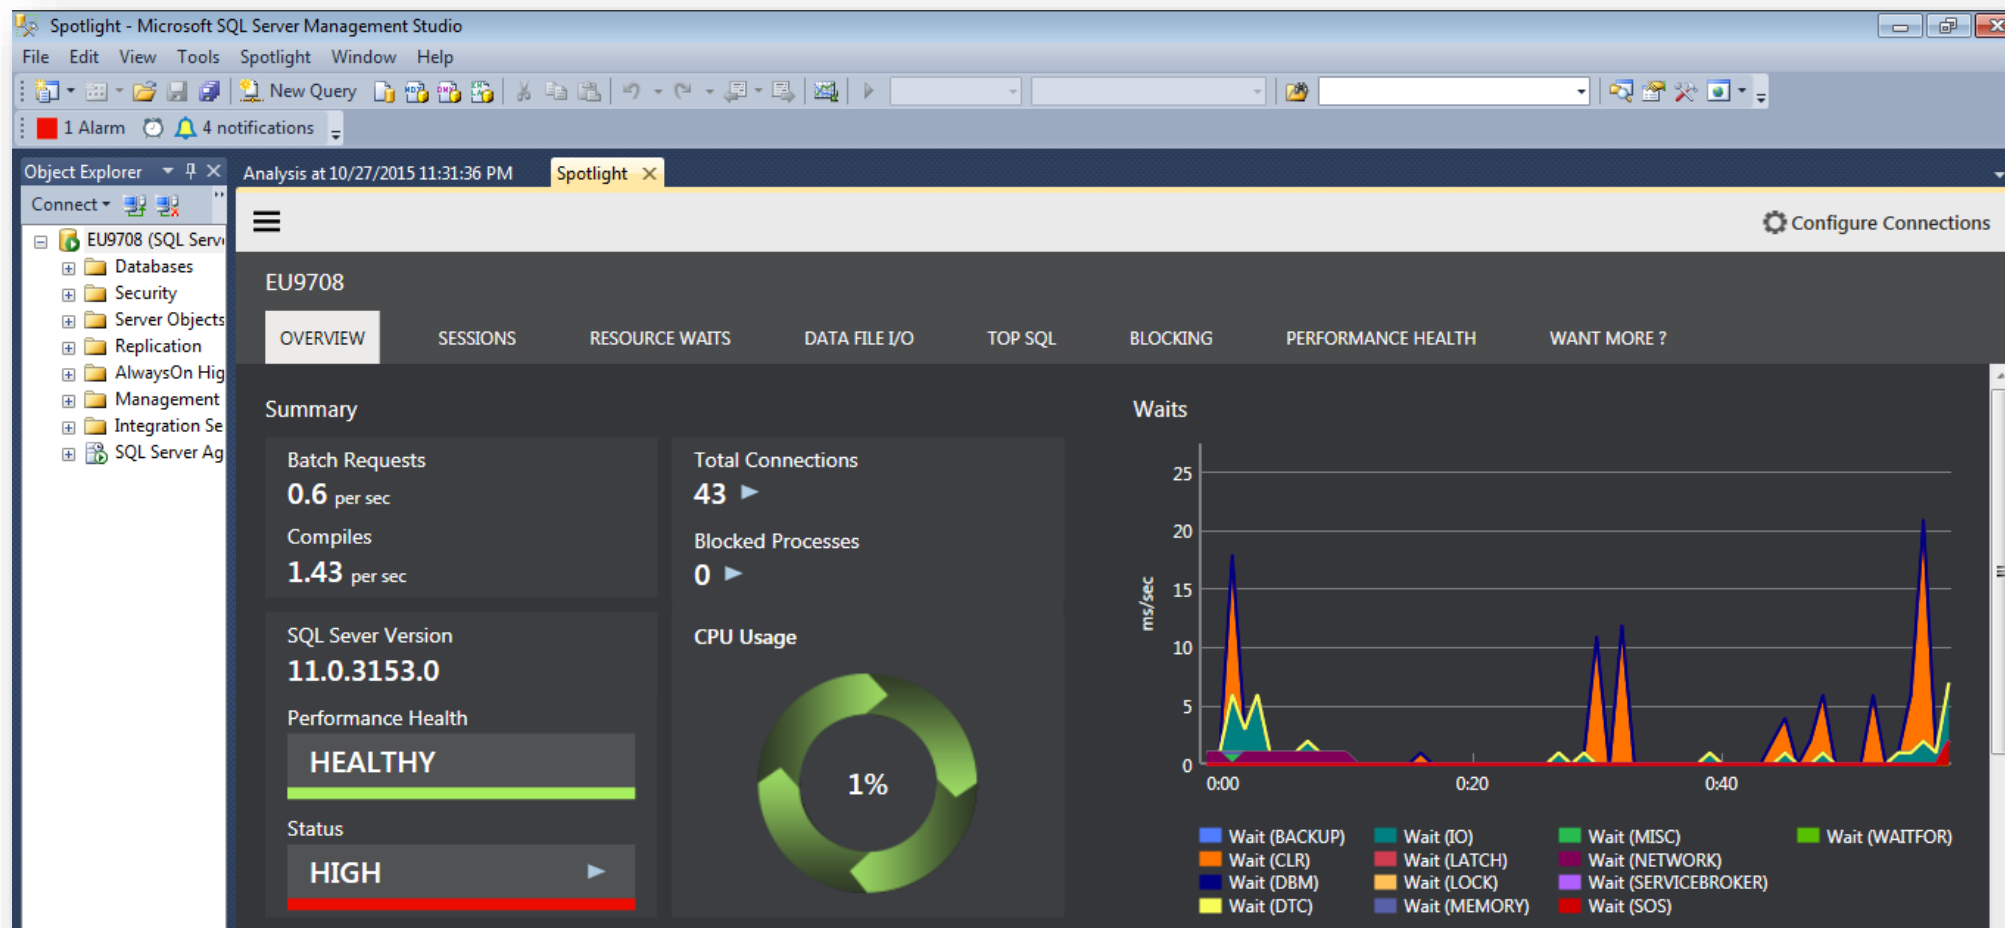 Spotlight - Microsoft SQL Server Management Studio
File Edit View Tools Spotlight Window Help
New Query
1 Alarm 4 notifications
Object Explorer
Analysis at 10/27/2015 11:31:36 PM Spotlight
Connect
Configure Connections
EU9708 (SQL Serv
Databases
Security
Server Objects
Replication
AlwaysOn Hig
Management
Integration Se
SQL Server Ag
EU9708
OVERVIEW SESSIONS RESOURCE WAITS DATA FILE I/O TOP SQL BLOCKING PERFORMANCE HEALTH WANT MORE ?
Summary
Batch Requests
0.6 per sec
Compiles
1.43 per sec
SQL Sever Version
11.0.3153.0
Performance Health
HEALTHY
Status
HIGH
Total Connections
43
Blocked Processes
0
CPU Usage
1%
Waits
ms/sec
25
20
15
10
5
0
0:00 0:20 0:40
Wait (BACKUP) Wait (IO) Wait (MISC) Wait (WAITFOR)
Wait (CLR) Wait (LATCH) Wait (NETWORK)
Wait (DBM) Wait (LOCK) Wait (SERVICEBROKER)
Wait (DTC) Wait (MEMORY) Wait (SOS)